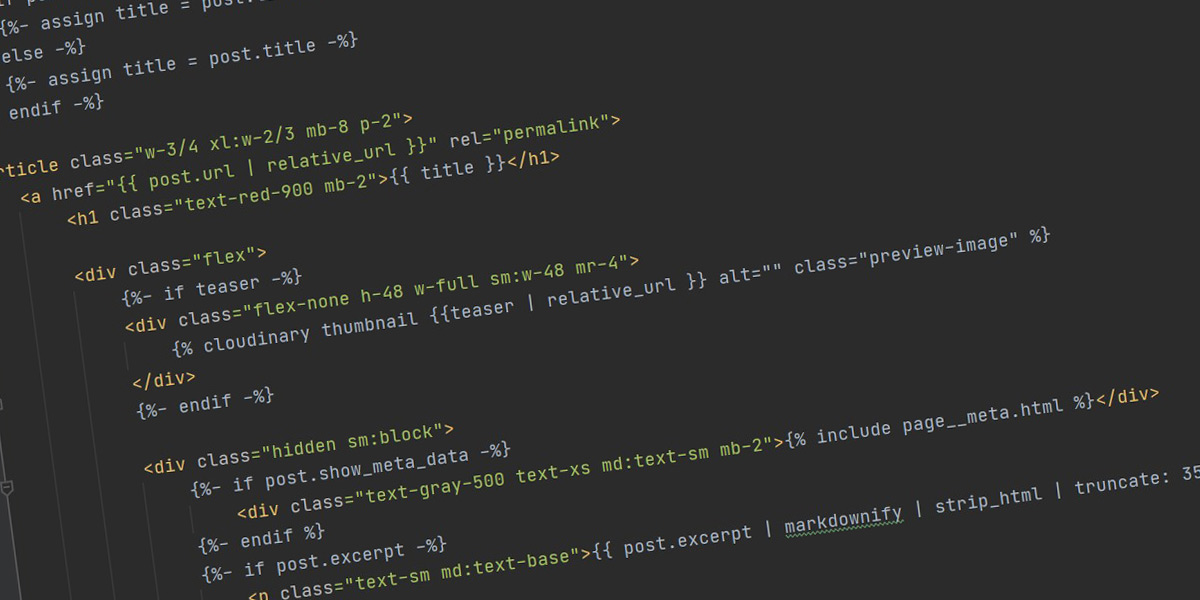 {%- assign title = post.
else -%}
{%- assign title = post.title -%}
endif -%}
rticle class="w-3/4 xl:w-2/3 mb-8 p-2">
<a href="{{ post.url | relative_url }}" rel="permalink">
<h1 class="text-red-900 mb-2">{{ title }}</h1>
<div class="flex">
{%- if teaser -%}
<div class="flex-none h-48 w-full sm:w-48 mr-4">
{% cloudinary thumbnail {{teaser | relative_url }} alt="" class="preview-image" %}
</div>
{%- endif -%}
<div class="hidden sm:block">
{%- if post.show_meta_data -%}
<div class="text-gray-500 text-xs md:text-sm mb-2">{% include page__meta.html %}</div>
{%- endif %}
{%- if post.excerpt -%}
<p class="text-sm md:text-base">{{ post.excerpt | markdownify | strip_html | truncate: 35